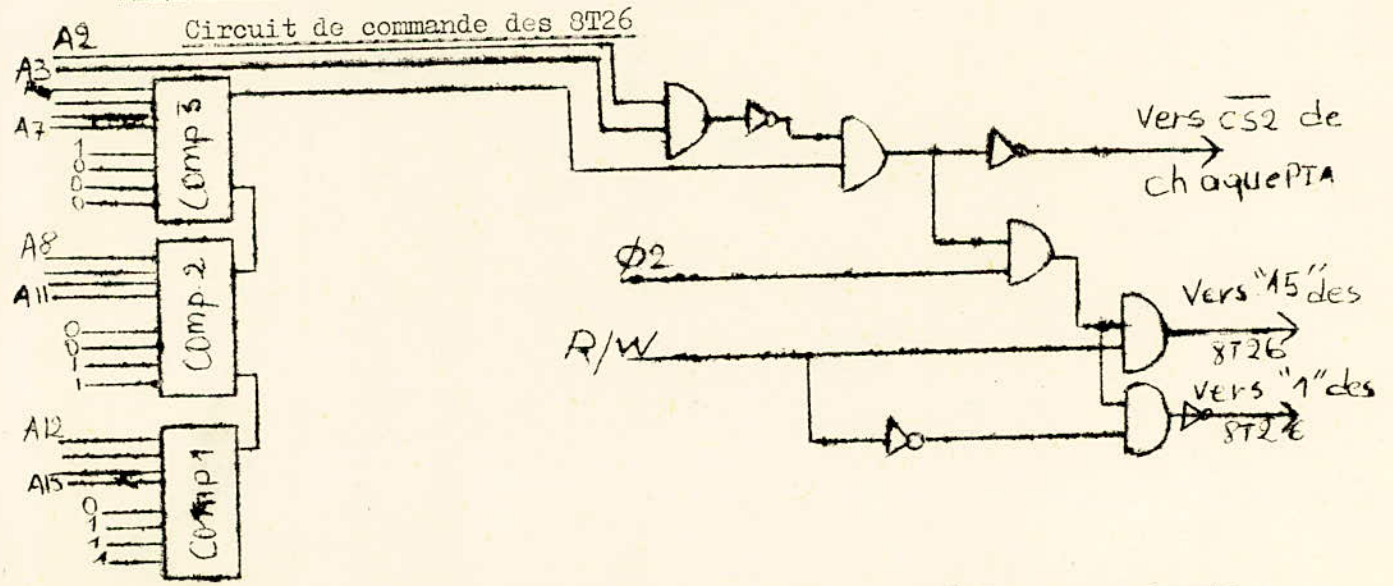 Circuit de commande des 8T26
A2
A3
A7
1
0
0
0
Comp 3
Vers CS2 de
chaque PIA
A8
A11
0
0
1
1
Comp 2
Φ2
R/W
Vers "15" des
8T26
vers "1" des
A12
A15
0
1
1
1
Comp 1